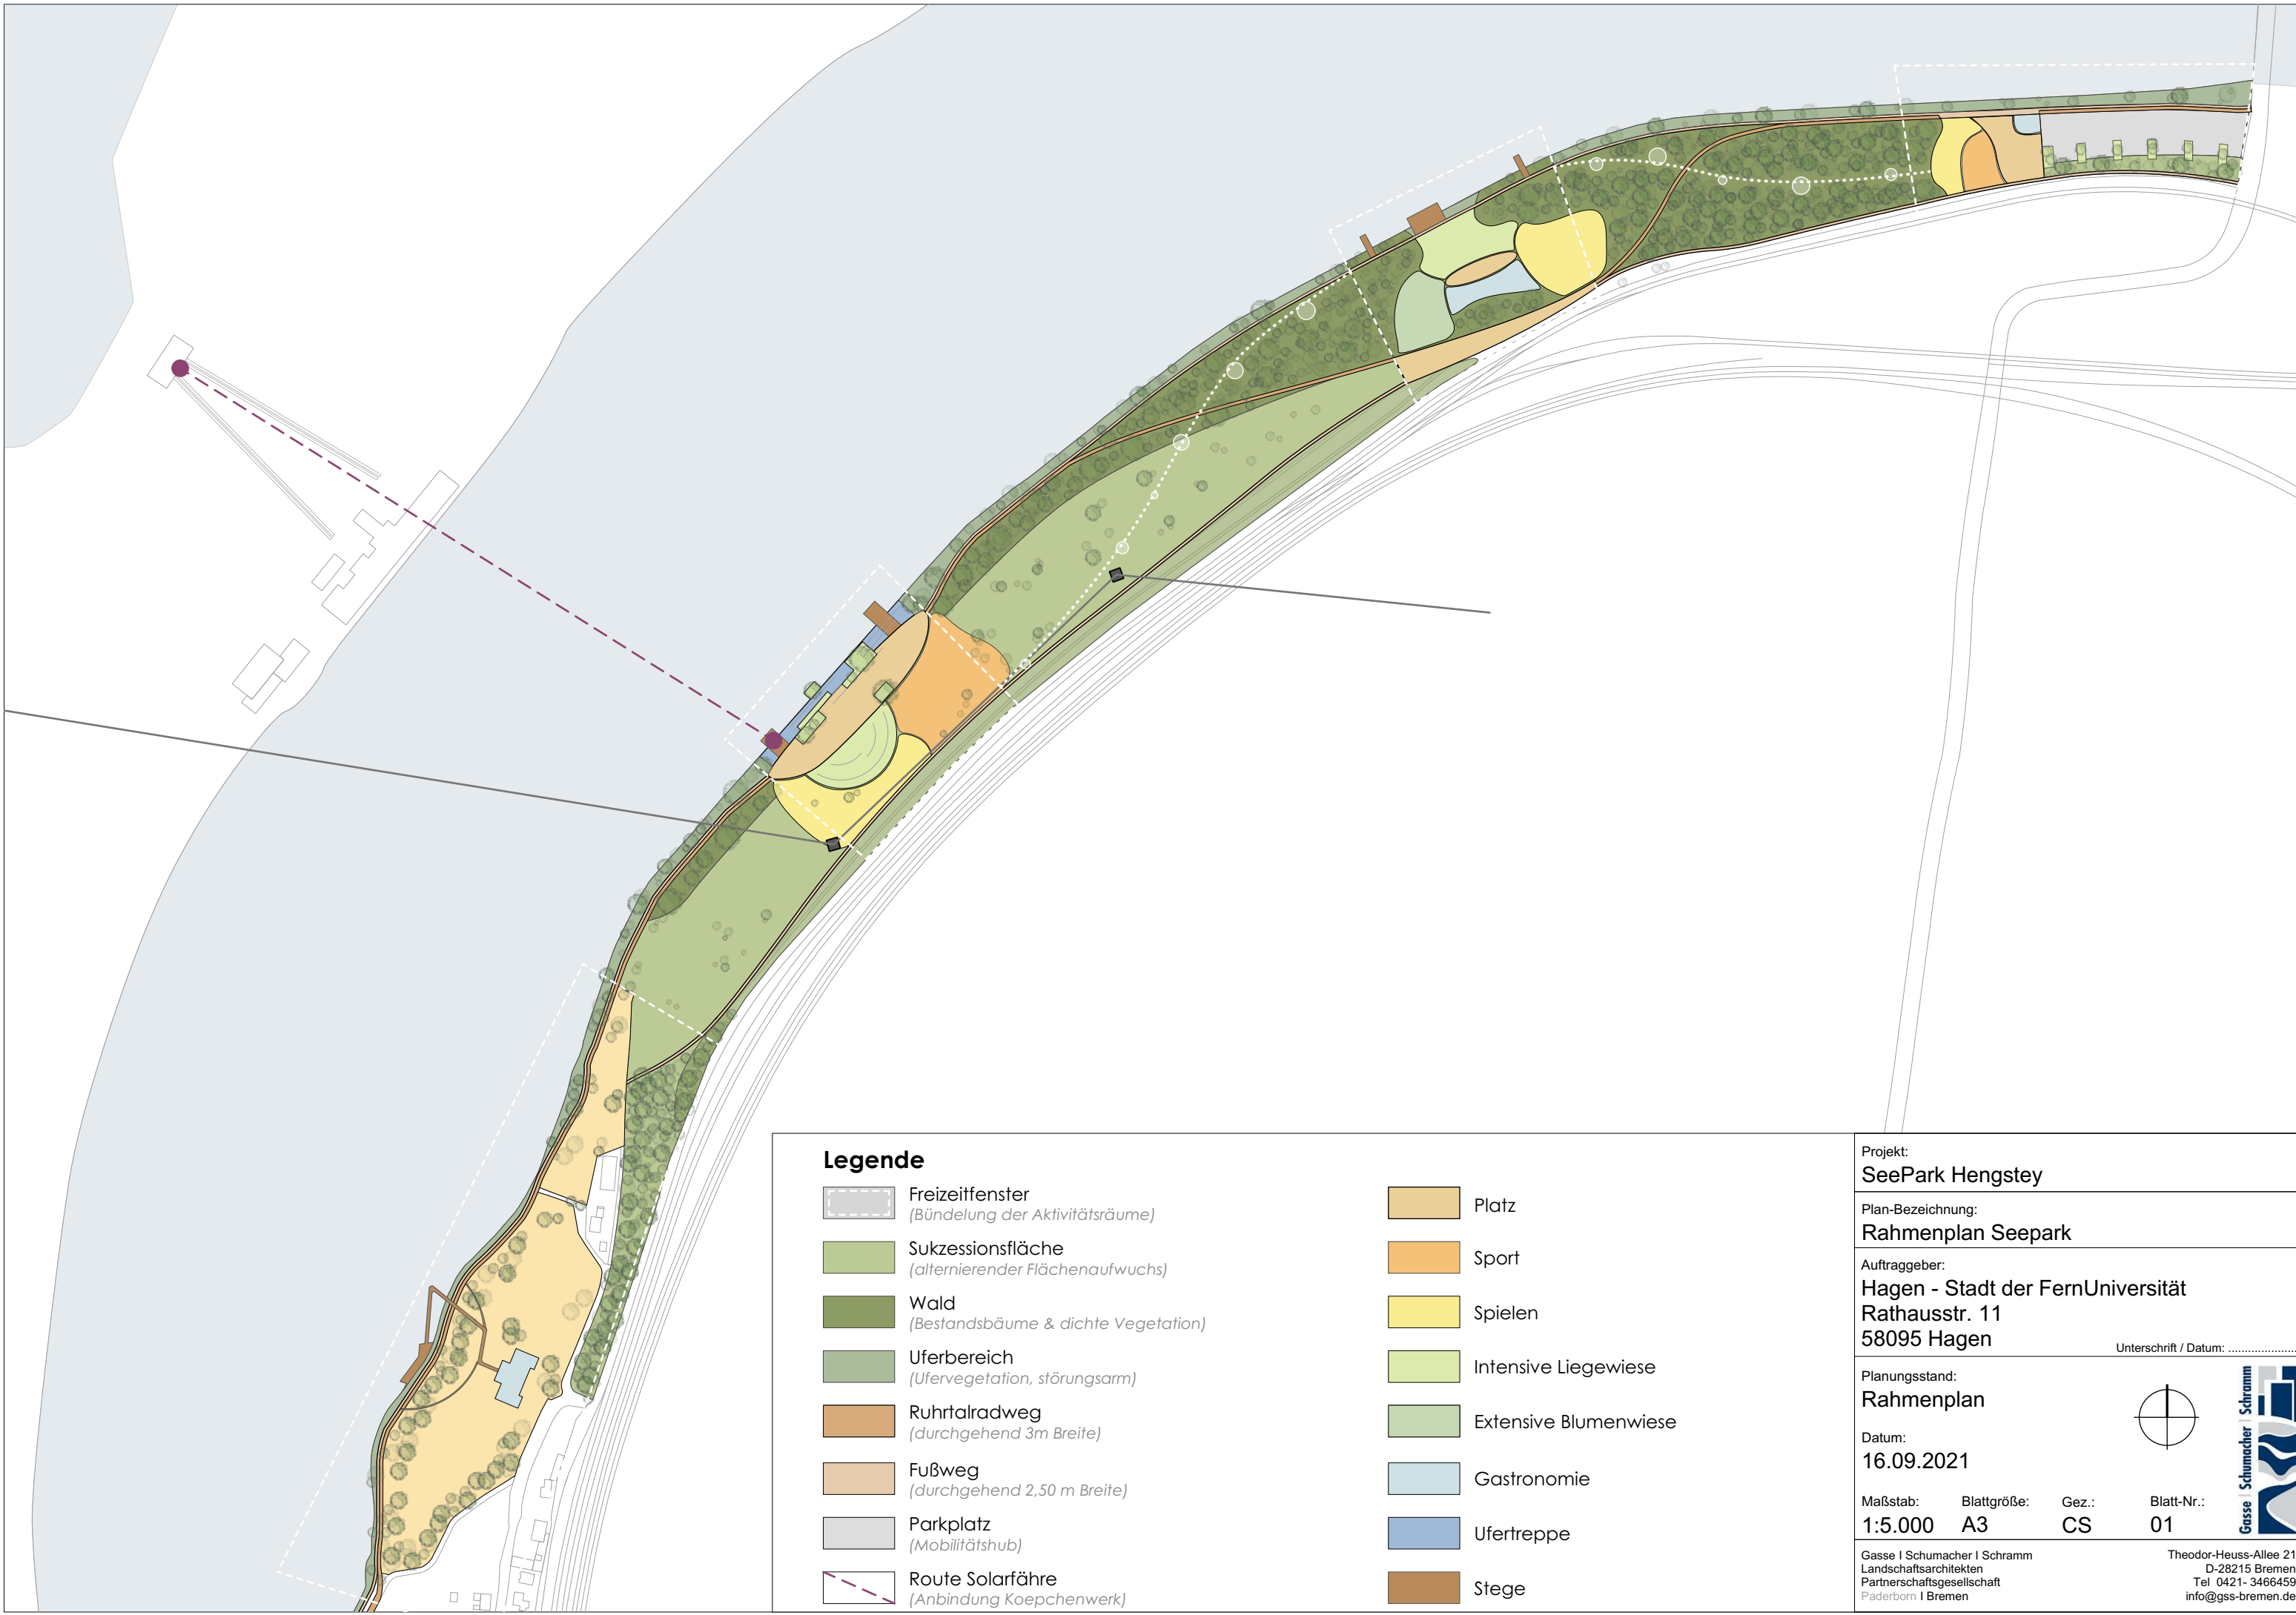 Legende
Freizeitfenster
(Bündelung der Aktivitätsräume)
Sukzessionsfläche
(alternierender Flächenaufwuchs)
Wald
(Bestandsbäume & dichte Vegetation)
Uferbereich
(Ufervegetation, störungsarm)
Ruhrtalradweg
(durchgehend 3m Breite)
Fußweg
(durchgehend 2,50 m Breite)
Parkplatz
(Mobilitätshub)
Route Solarfähre
(Anbindung Koepchenwerk)
Platz
Sport
Spielen
Intensive Liegewiese
Extensive Blumenwiese
Gastronomie
Ufertreppe
Stege
Projekt:
SeePark Hengstey
Plan-Bezeichnung:
Rahmenplan Seepark
Auftraggeber:
Hagen - Stadt der FernUniversität
Rathausstr. 11
58095 Hagen
Unterschrift / Datum: ....................
Planungsstand:
Rahmenplan
Datum:
16.09.2021
Maßstab: Blattgröße: Gez.: Blatt-Nr.:
1:5.000 A3 CS 01
Gasse | Schumacher | Schramm
Gasse I Schumacher I Schramm
Landschaftsarchitekten
Partnerschaftsgesellschaft
Paderborn I Bremen
Theodor-Heuss-Allee 21
D-28215 Bremen
Tel 0421- 3466459
info@gss-bremen.de